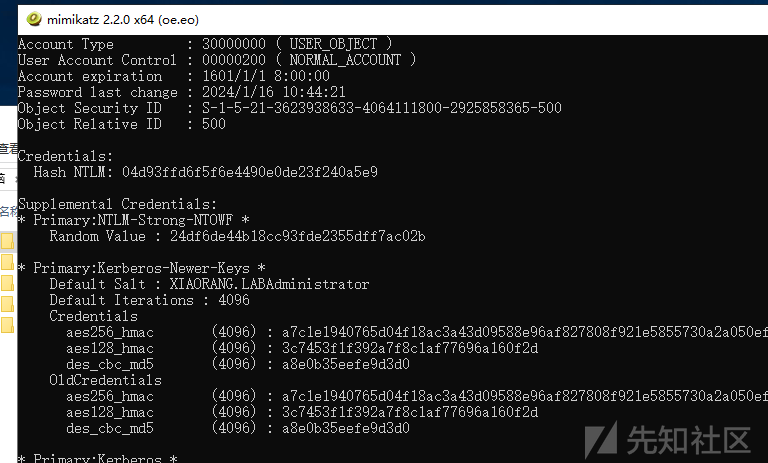 mimikatz 2.2.0 x64 (oe.eo)
Account Type : 30000000 ( USER_OBJECT )
User Account Control : 00000200 ( NORMAL_ACCOUNT )
Account expiration : 1601/1/1 8:00:00
Password last change : 2024/1/16 10:44:21
Object Security ID : S-1-5-21-3623938633-4064111800-2925858365-500
Object Relative ID : 500
查看
Credentials:
Hash NTLM: 04d93ffd6f5f6e4490e0de23f240a5e9
名称
Supplemental Credentials:
* Primary:NTLM-Strong-NTOWF *
Random Value : 24df6de44b18cc93fde2355dff7ac02b
* Primary:Kerberos-Newer-Keys *
Default Salt : XIAORANG.LABAdministrator
Default Iterations : 4096
Credentials
aes256_hmac (4096) : a7c1e1940765d04f18ac3a43d09588e96af827808f921e5855730a2a050ef
aes128_hmac (4096) : 3c7453f1f392a7f8c1af77696a160f2d
des_cbc_md5 (4096) : a8e0b35eefe9d3d0
OldCredentials
aes256_hmac (4096) : a7c1e1940765d04f18ac3a43d09588e96af827808f921e5855730a2a050ef
aes128_hmac (4096) : 3c7453f1f392a7f8c1af77696a160f2d
des_cbc_md5 (4096) : a8e0b35eefe9d3d0
* Primary:Kerberos *
先知社区